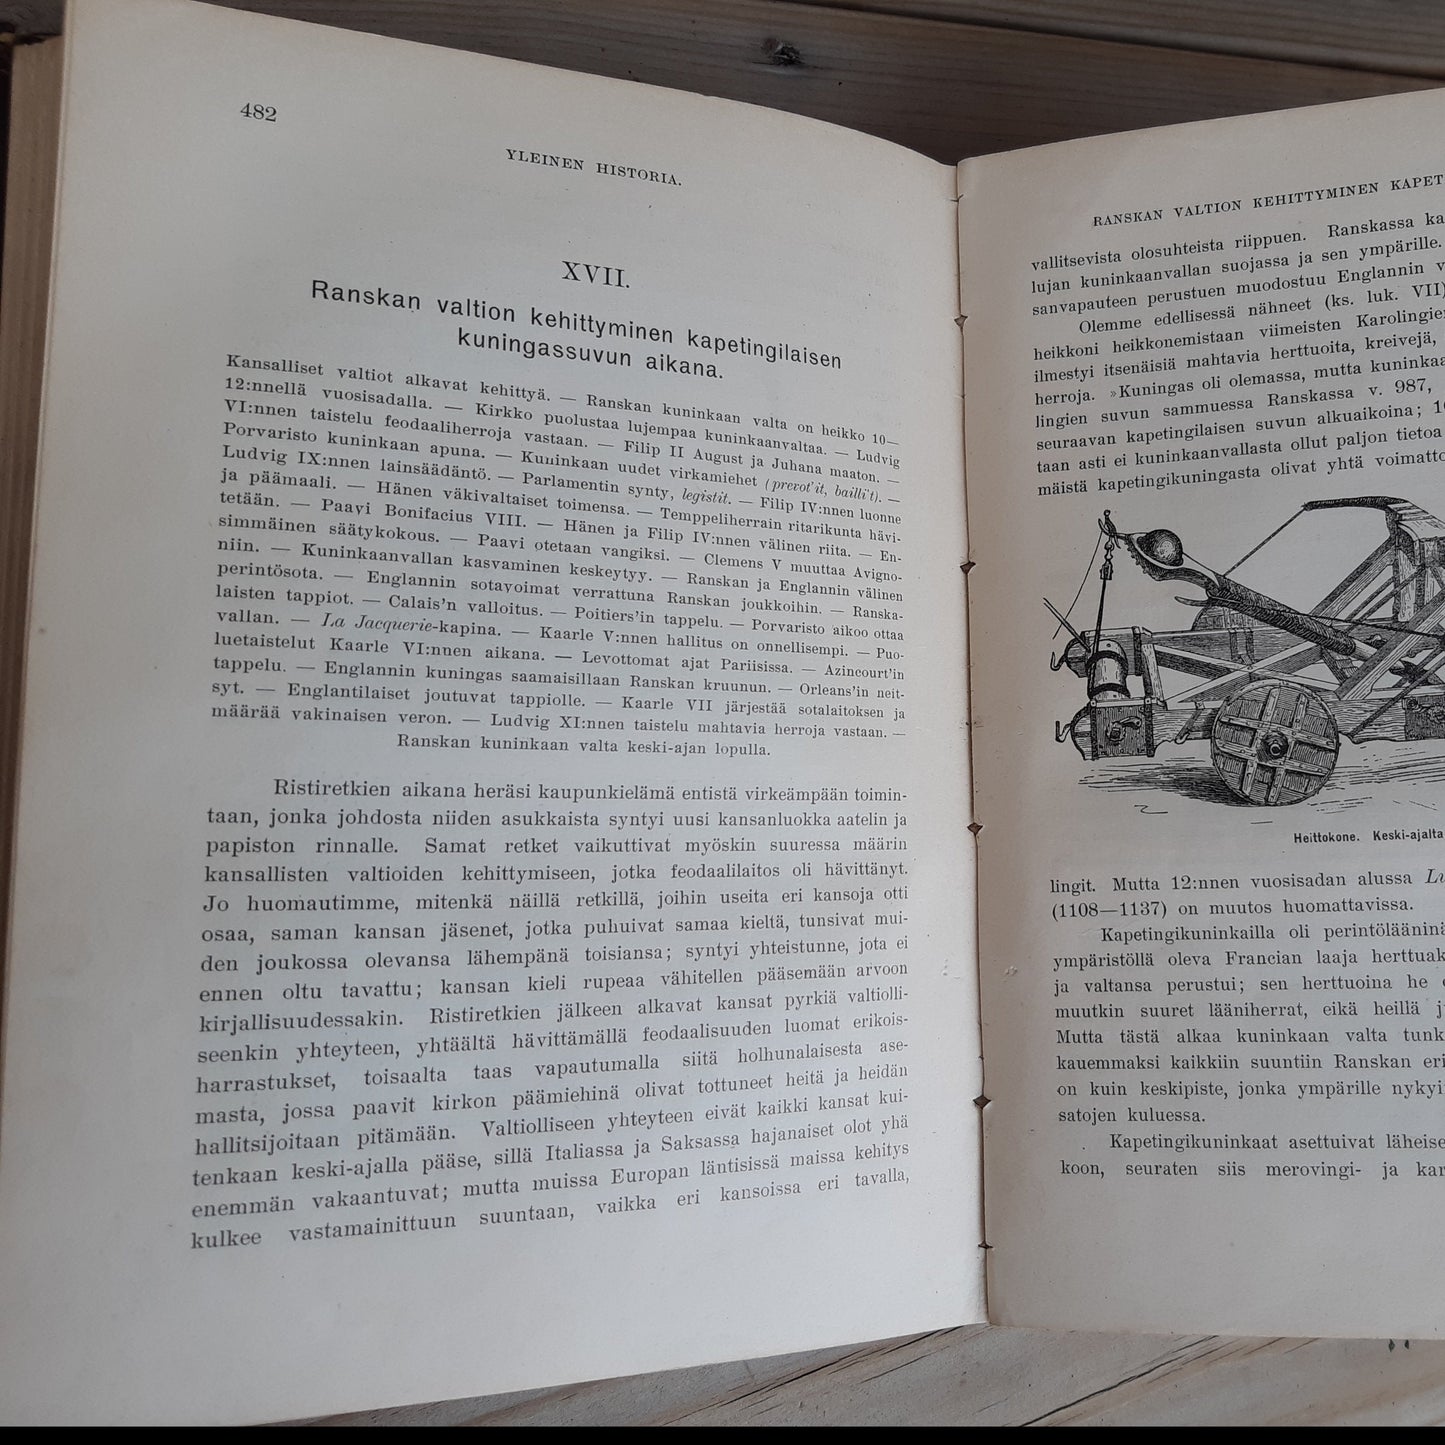 482
YLEINEN HISTORIA.
XVII.
Ranskan valtion kehittyminen kapetingilaisen
kuningassuvun aikana.
Kansalliset valtiot alkavat kehittyä. — Ranskan kuninkaan valta on heikko 10—
12:nnellä vuosisadalla. — Kirkko puolustaa lujempaa kuninkaanvaltaa. — Ludvig
VI:nnen taistelu feodaaliherroja vastaan. — Filip II August ja Juhana maaton. —
Porvaristo kuninkaan apuna. — Kuninkaan uudet virkamiehet (prevot'it, bailli't). —
Ludvig IX:nnen lainsäädäntö. — Parlamentin synty, legistit. — Filip IV:nnen luonne
ja päämaali. — Hänen väkivaltaiset toimensa. — Temppeliherrain ritarikunta hävi-
tetään. — Paavi Bonifacius VIII. — Hänen ja Filip IV:nnen välinen riita. — En-
simmäinen säätykokous. — Paavi otetaan vangiksi. — Clemens V muuttaa Avigno-
niin. — Kuninkaanvallan kasvaminen keskeytyy. — Ranskan ja Englannin välinen
perintösota. — Englannin sotavoimat verrattuna Ranskan joukkoihin. — Ranska-
laisten tappiot. — Calais'n valloitus. — Poitiers'in tappelu. — Porvaristo aikoo ottaa
vallan. — La Jacquerie-kapina. — Kaarle V:nnen hallitus on onnellisempi. — Puo-
luetaistelut Kaarle VI:nnen aikana. — Levottomat ajat Pariisissa. — Azincourt'in
tappelu. — Englannin kuningas saamaisillaan Ranskan kruunun. — Orleans'in neit-
syt. — Englantilaiset joutuvat tappiolle. — Kaarle VII järjestää sotalaitoksen ja
määrää vakinaisen veron. — Ludvig XI:nnen taistelu mahtavia herroja vastaan. —
Ranskan kuninkaan valta keski-ajan lopulla.
Ristiretkien aikana heräsi kaupunkielämä entistä virkeämpään toimin-
taan, jonka johdosta niiden asukkaista syntyi uusi kansanluokka aatelin ja
papiston rinnalle. Samat retket vaikuttivat myöskin suuressa määrin
kansallisten valtioiden kehittymiseen, jotka feodaalilaitos oli hävittänyt.
Jo huomautimme, mitenkä näillä retkillä, joihin useita eri kansoja otti
osaa, saman kansan jäsenet, jotka puhuivat samaa kieltä, tunsivat mui-
den joukossa olevansa lähempänä toisiansa; syntyi yhteistunne, jota ei
ennen oltu tavattu; kansan kieli rupeaa vähitellen pääsemään arvoon
kirjallisuudessakin. Ristiretkien jälkeen alkavat kansat pyrkiä valtiolli-
seenkin yhteyteen, yhtäältä hävittämällä feodaalisuuden luomat erikois-
harrastukset, toisaalta taas vapautumalla siitä holhunalaisesta ase-
masta, jossa paavit kirkon päämiehinä olivat tottuneet heitä ja heidän
hallitsijoitaan pitämään. Valtiolliseen yhteyteen eivät kaikki kansat kui-
tenkaan keski-ajalla pääse, sillä Italiassa ja Saksassa hajanaiset olot yhä
enemmän vakaantuvat; mutta muissa Europan läntisissä maissa kehitys
kulkee vastamainittuun suuntaan, vaikka eri kansoissa eri tavalla,
RANSKAN VALTION KEHITTYMINEN KAPET
vallitsevista olosuhteista riippuen. Ranskassa ka
lujan kuninkaanvallan suojassa ja sen ympärille.
sanvapauteen perustuen muodostuu Englannin v
Olemme edellisessä nähneet (ks. luk. VII)
heikkoni heikkonemistaan viimeisten Karolingien
ilmestyi itsenäisiä mahtavia herttuoita, kreivejä,
herroja. »Kuningas oli olemassa, mutta kuninkaa
lingien suvun sammuessa Ranskassa v. 987,
seuraavan kapetingilaisen suvun alkuaikoina;
taan asti ei kuninkaanvallasta ollut paljon tietoa
mäistä kapetingikuningasta olivat yhtä voimatto
Heittokone. Keski-ajalta
lingit. Mutta 12:nnen vuosisadan alussa
(1108—1137) on muutos huomattavissa.
Kapetingikuninkailla oli perintölääninä
ympäristöllä oleva Francian laaja herttuak
ja valtansa perustui; sen herttuoina he
muutkin suuret lääniherrat, eikä heillä j
Mutta tästä alkaa kuninkaan valta tunk
kauemmaksi kaikkiin suuntiin Ranskan eri
on kuin keskipiste, jonka ympärille nykyi
satojen kuluessa.
Kapetingikuninkaat asettuivat läheise
koon, seuraten siis merovingi- ja kar